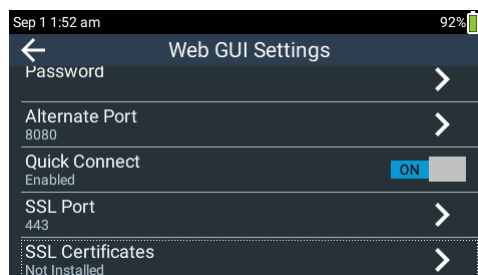 Sep 1 1:52 am 92%
Web GUI Settings
Password
Alternate Port
8080
Quick Connect
Enabled ON
SSL Port
443
SSL Certificates
Not Installed